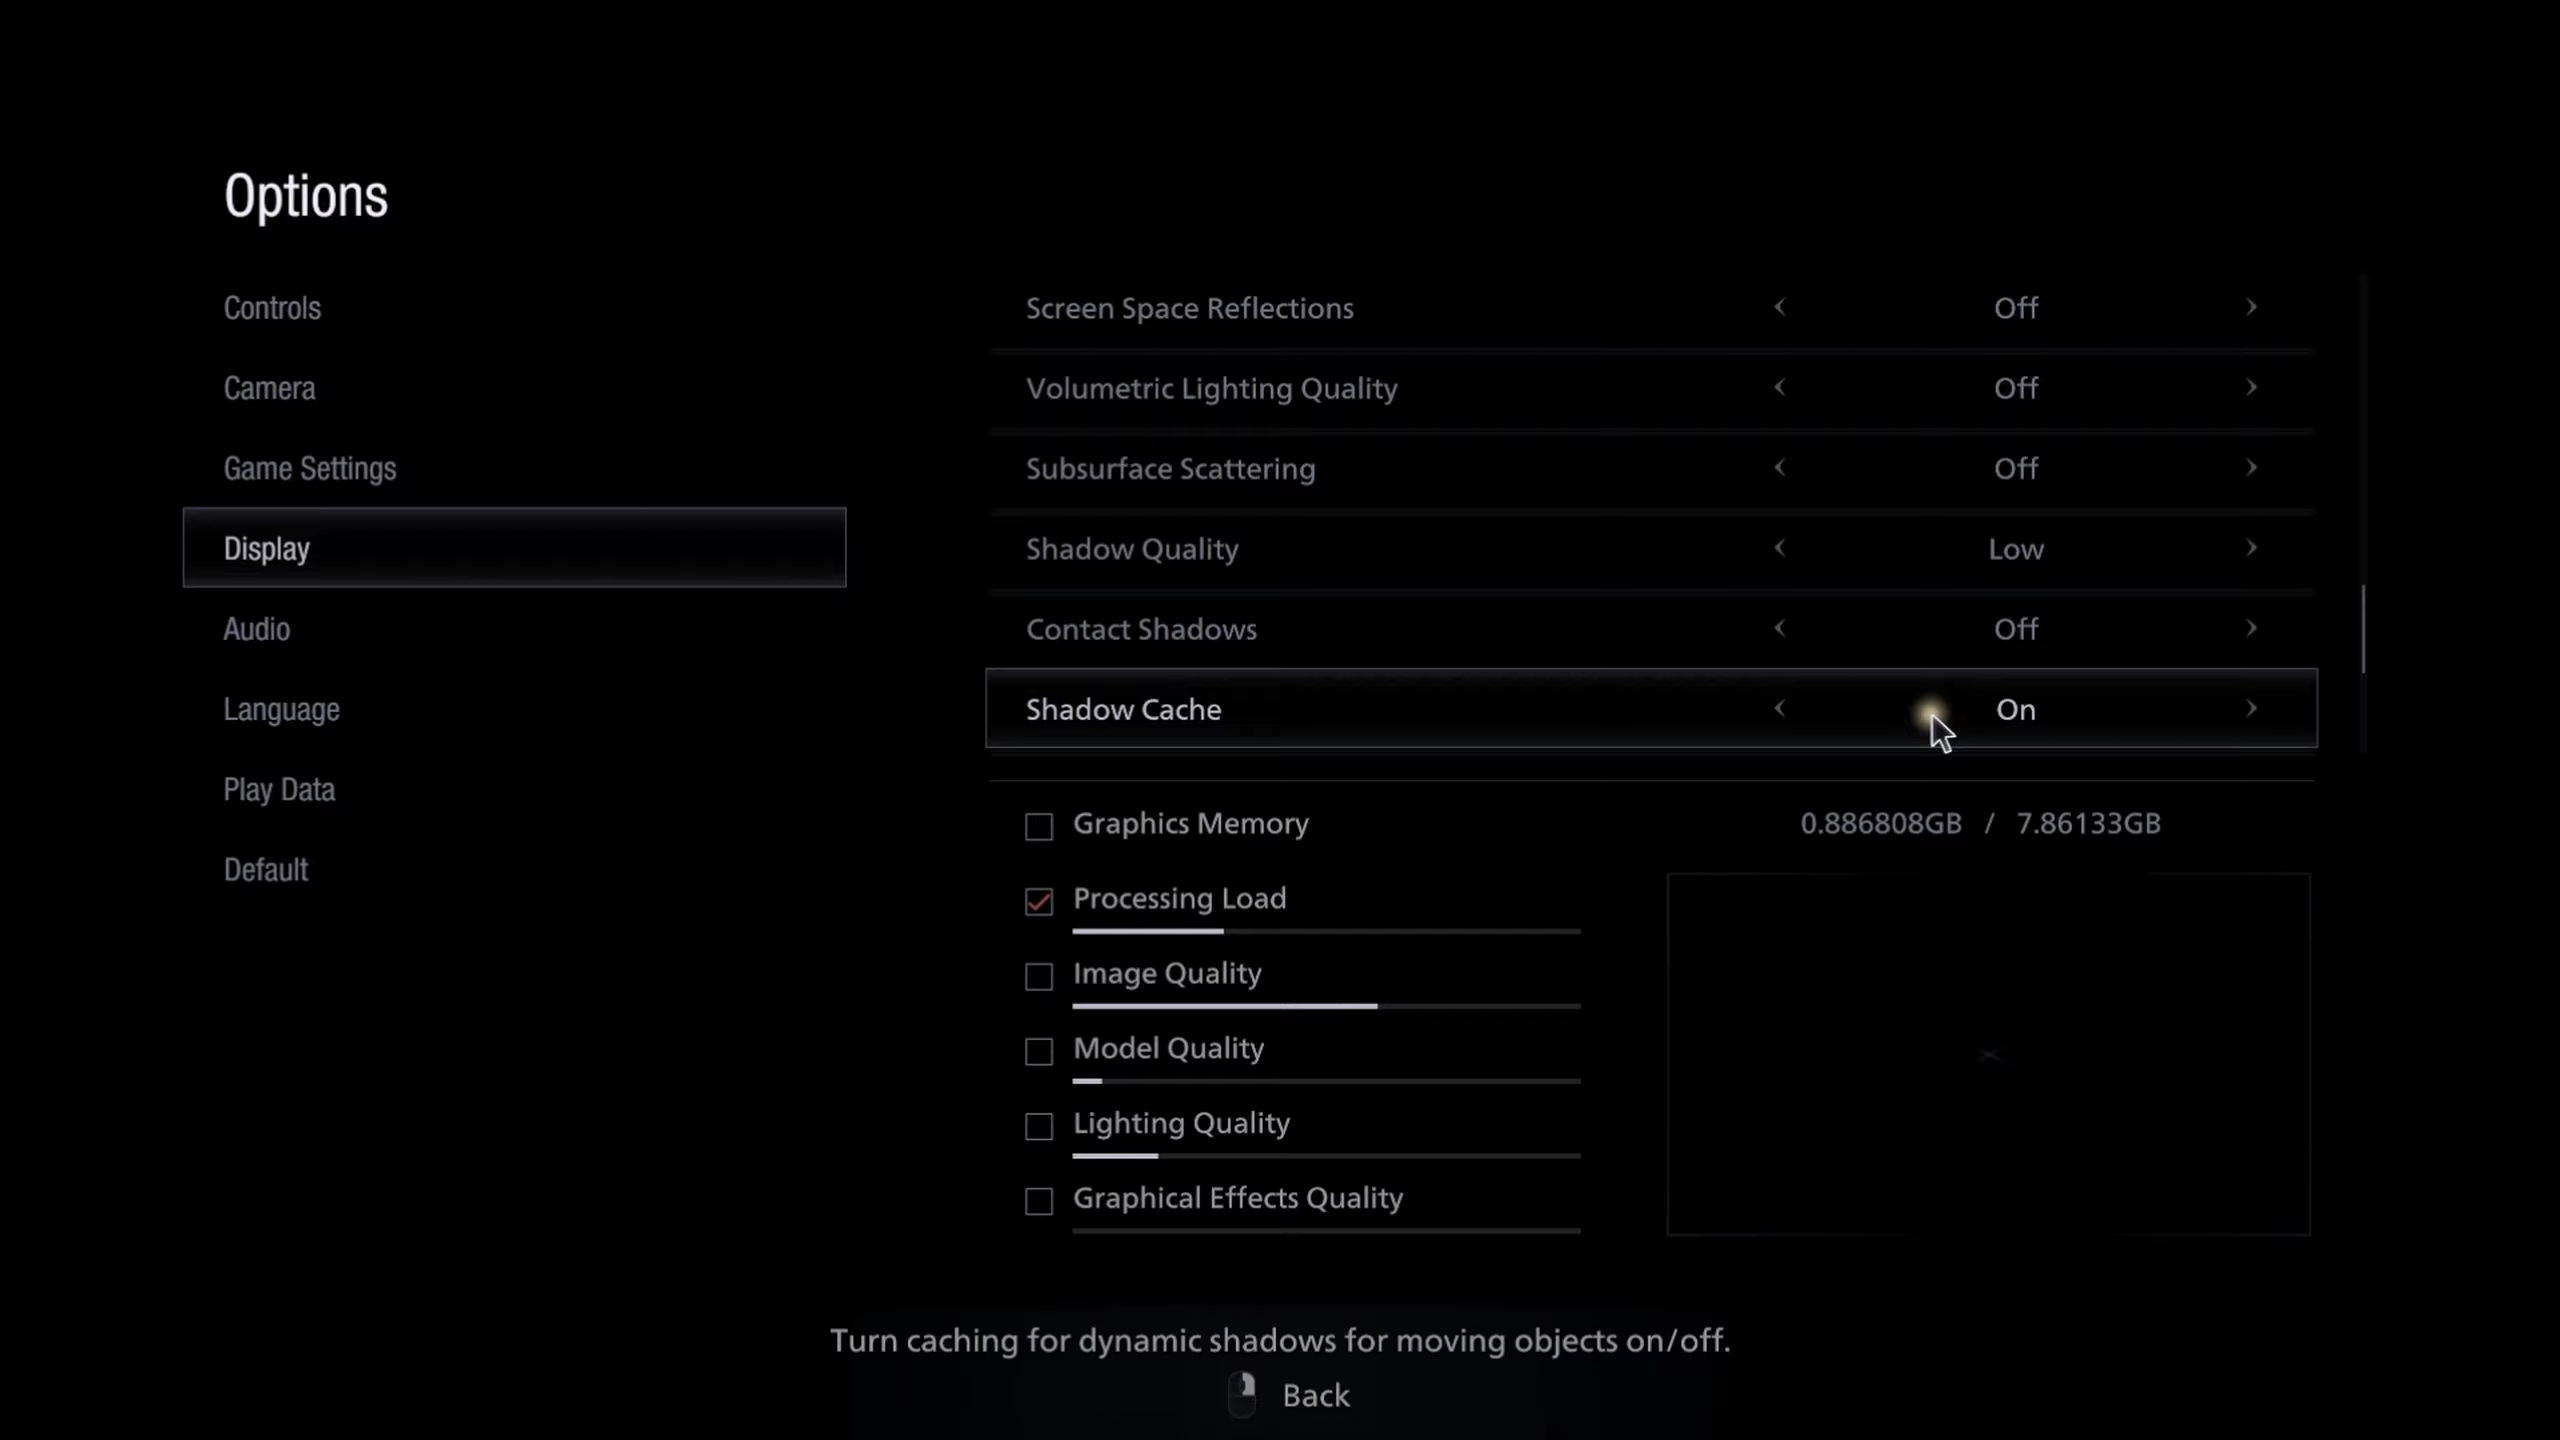 Options
Controls
Camera
Game Settings
Display
Audio
Language
Play Data
Default
Screen Space Reflections Off
Volumetric Lighting Quality Off
Subsurface Scattering Off
Shadow Quality Low
Contact Shadows Off
Shadow Cache On
Graphics Memory 0.886808GB / 7.86133GB
Processing Load
Image Quality
Model Quality
Lighting Quality
Graphical Effects Quality
Turn caching for dynamic shadows for moving objects on/off.
Back